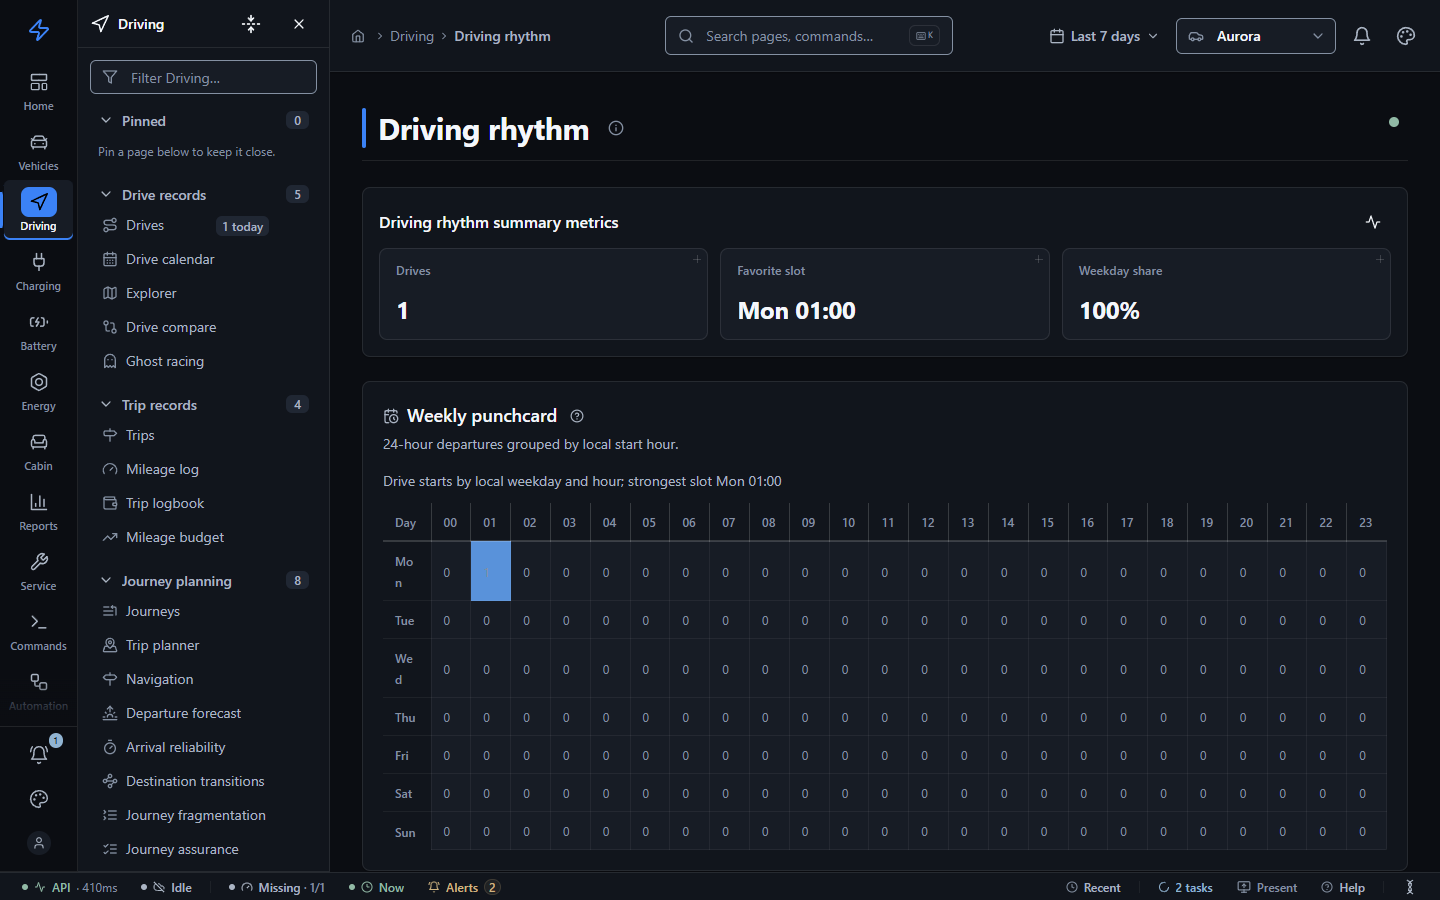 Home
Vehicles
Driving
Charging
Battery
Energy
Cabin
Reports
Service
Commands
Automation
1
Driving
Filter Driving...
Pinned 0
Pin a page below to keep it close.
Drive records 5
Drives 1 today
Drive calendar
Explorer
Drive compare
Ghost racing
Trip records 4
Trips
Mileage log
Trip logbook
Mileage budget
Journey planning 8
Journeys
Trip planner
Navigation
Departure forecast
Arrival reliability
Destination transitions
Journey fragmentation
Journey assurance
Driving Driving rhythm
Search pages, commands... K
Last 7 days
Aurora
Driving rhythm
Driving rhythm summary metrics
Drives
1
Favorite slot
Mon 01:00
Weekday share
100%
Weekly punchcard
24-hour departures grouped by local start hour.
Drive starts by local weekday and hour; strongest slot Mon 01:00
Day 00 01 02 03 04 05 06 07 08 09 10 11 12 13 14 15 16 17 18 19 20 21 22 23
Mon 0 0 0 0 0 0 0 0 0 0 0 0 0 0 0 0 0 0 0 0 0 0 0
Tue 0 0 0 0 0 0 0 0 0 0 0 0 0 0 0 0 0 0 0 0 0 0 0 0
Wed 0 0 0 0 0 0 0 0 0 0 0 0 0 0 0 0 0 0 0 0 0 0 0 0
Thu 0 0 0 0 0 0 0 0 0 0 0 0 0 0 0 0 0 0 0 0 0 0 0 0
Fri 0 0 0 0 0 0 0 0 0 0 0 0 0 0 0 0 0 0 0 0 0 0 0 0
Sat 0 0 0 0 0 0 0 0 0 0 0 0 0 0 0 0 0 0 0 0 0 0 0 0
Sun 0 0 0 0 0 0 0 0 0 0 0 0 0 0 0 0 0 0 0 0 0 0 0 0
API · 410ms Idle Missing · 1/1 Now Alerts 2 Recent 2 tasks Present Help